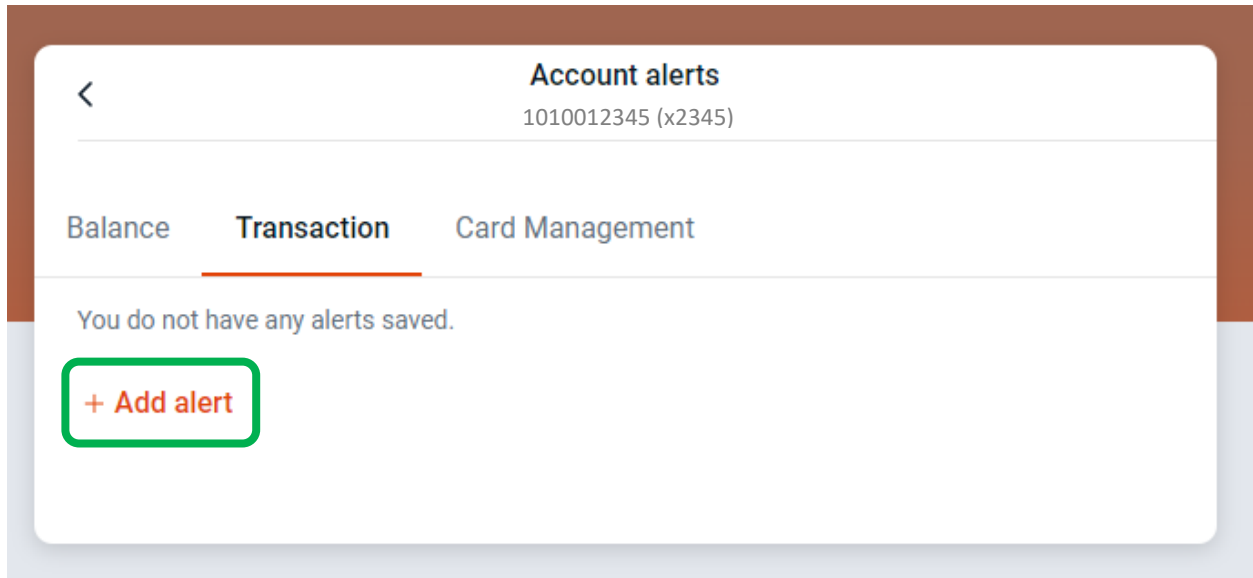 Account alerts
1010012345 (x2345)
Balance Transaction Card Management
You do not have any alerts saved.
+ Add alert